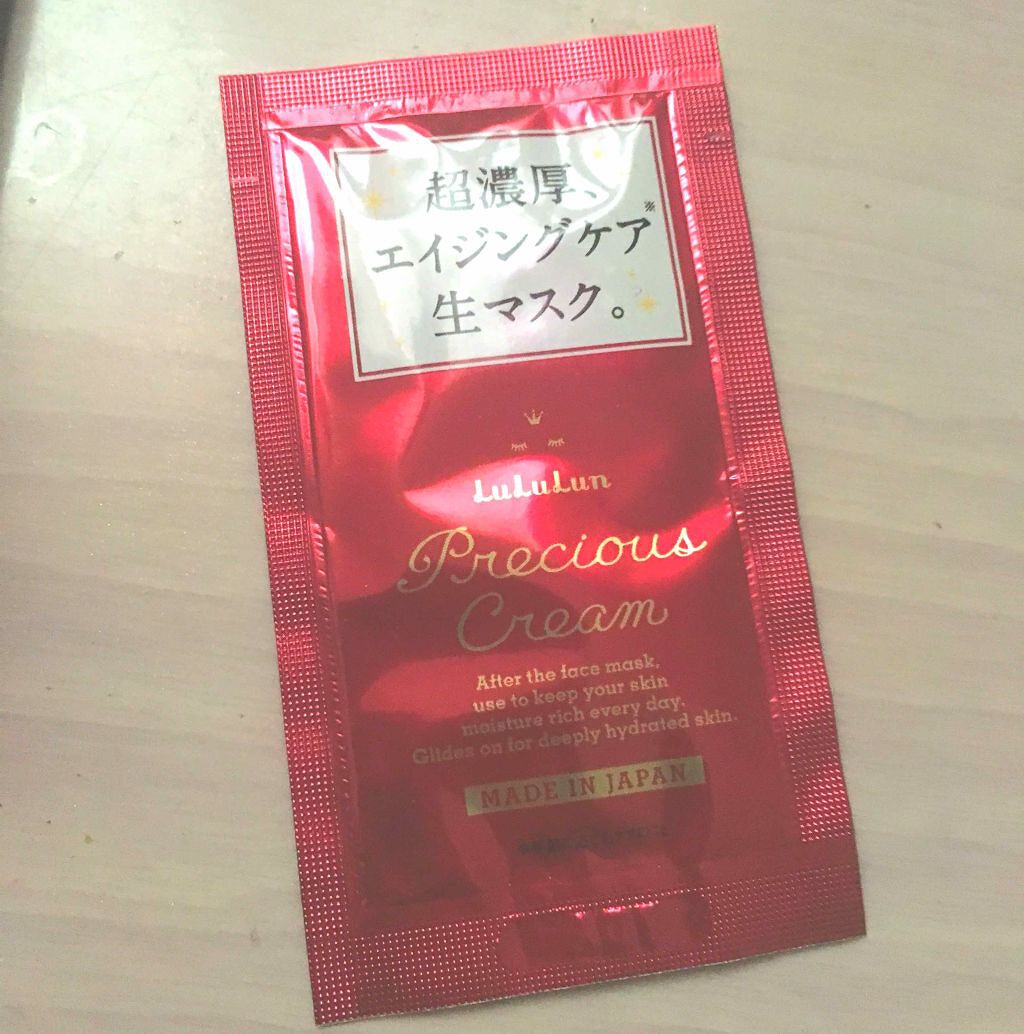 超濃厚、
エイジングケア※
生マスク。
LuLuLun
Precious
Cream
After the face mask,
use to keep your skin
moisture rich every day.
Glides on for deeply hydrated skin.
MADE IN JAPAN